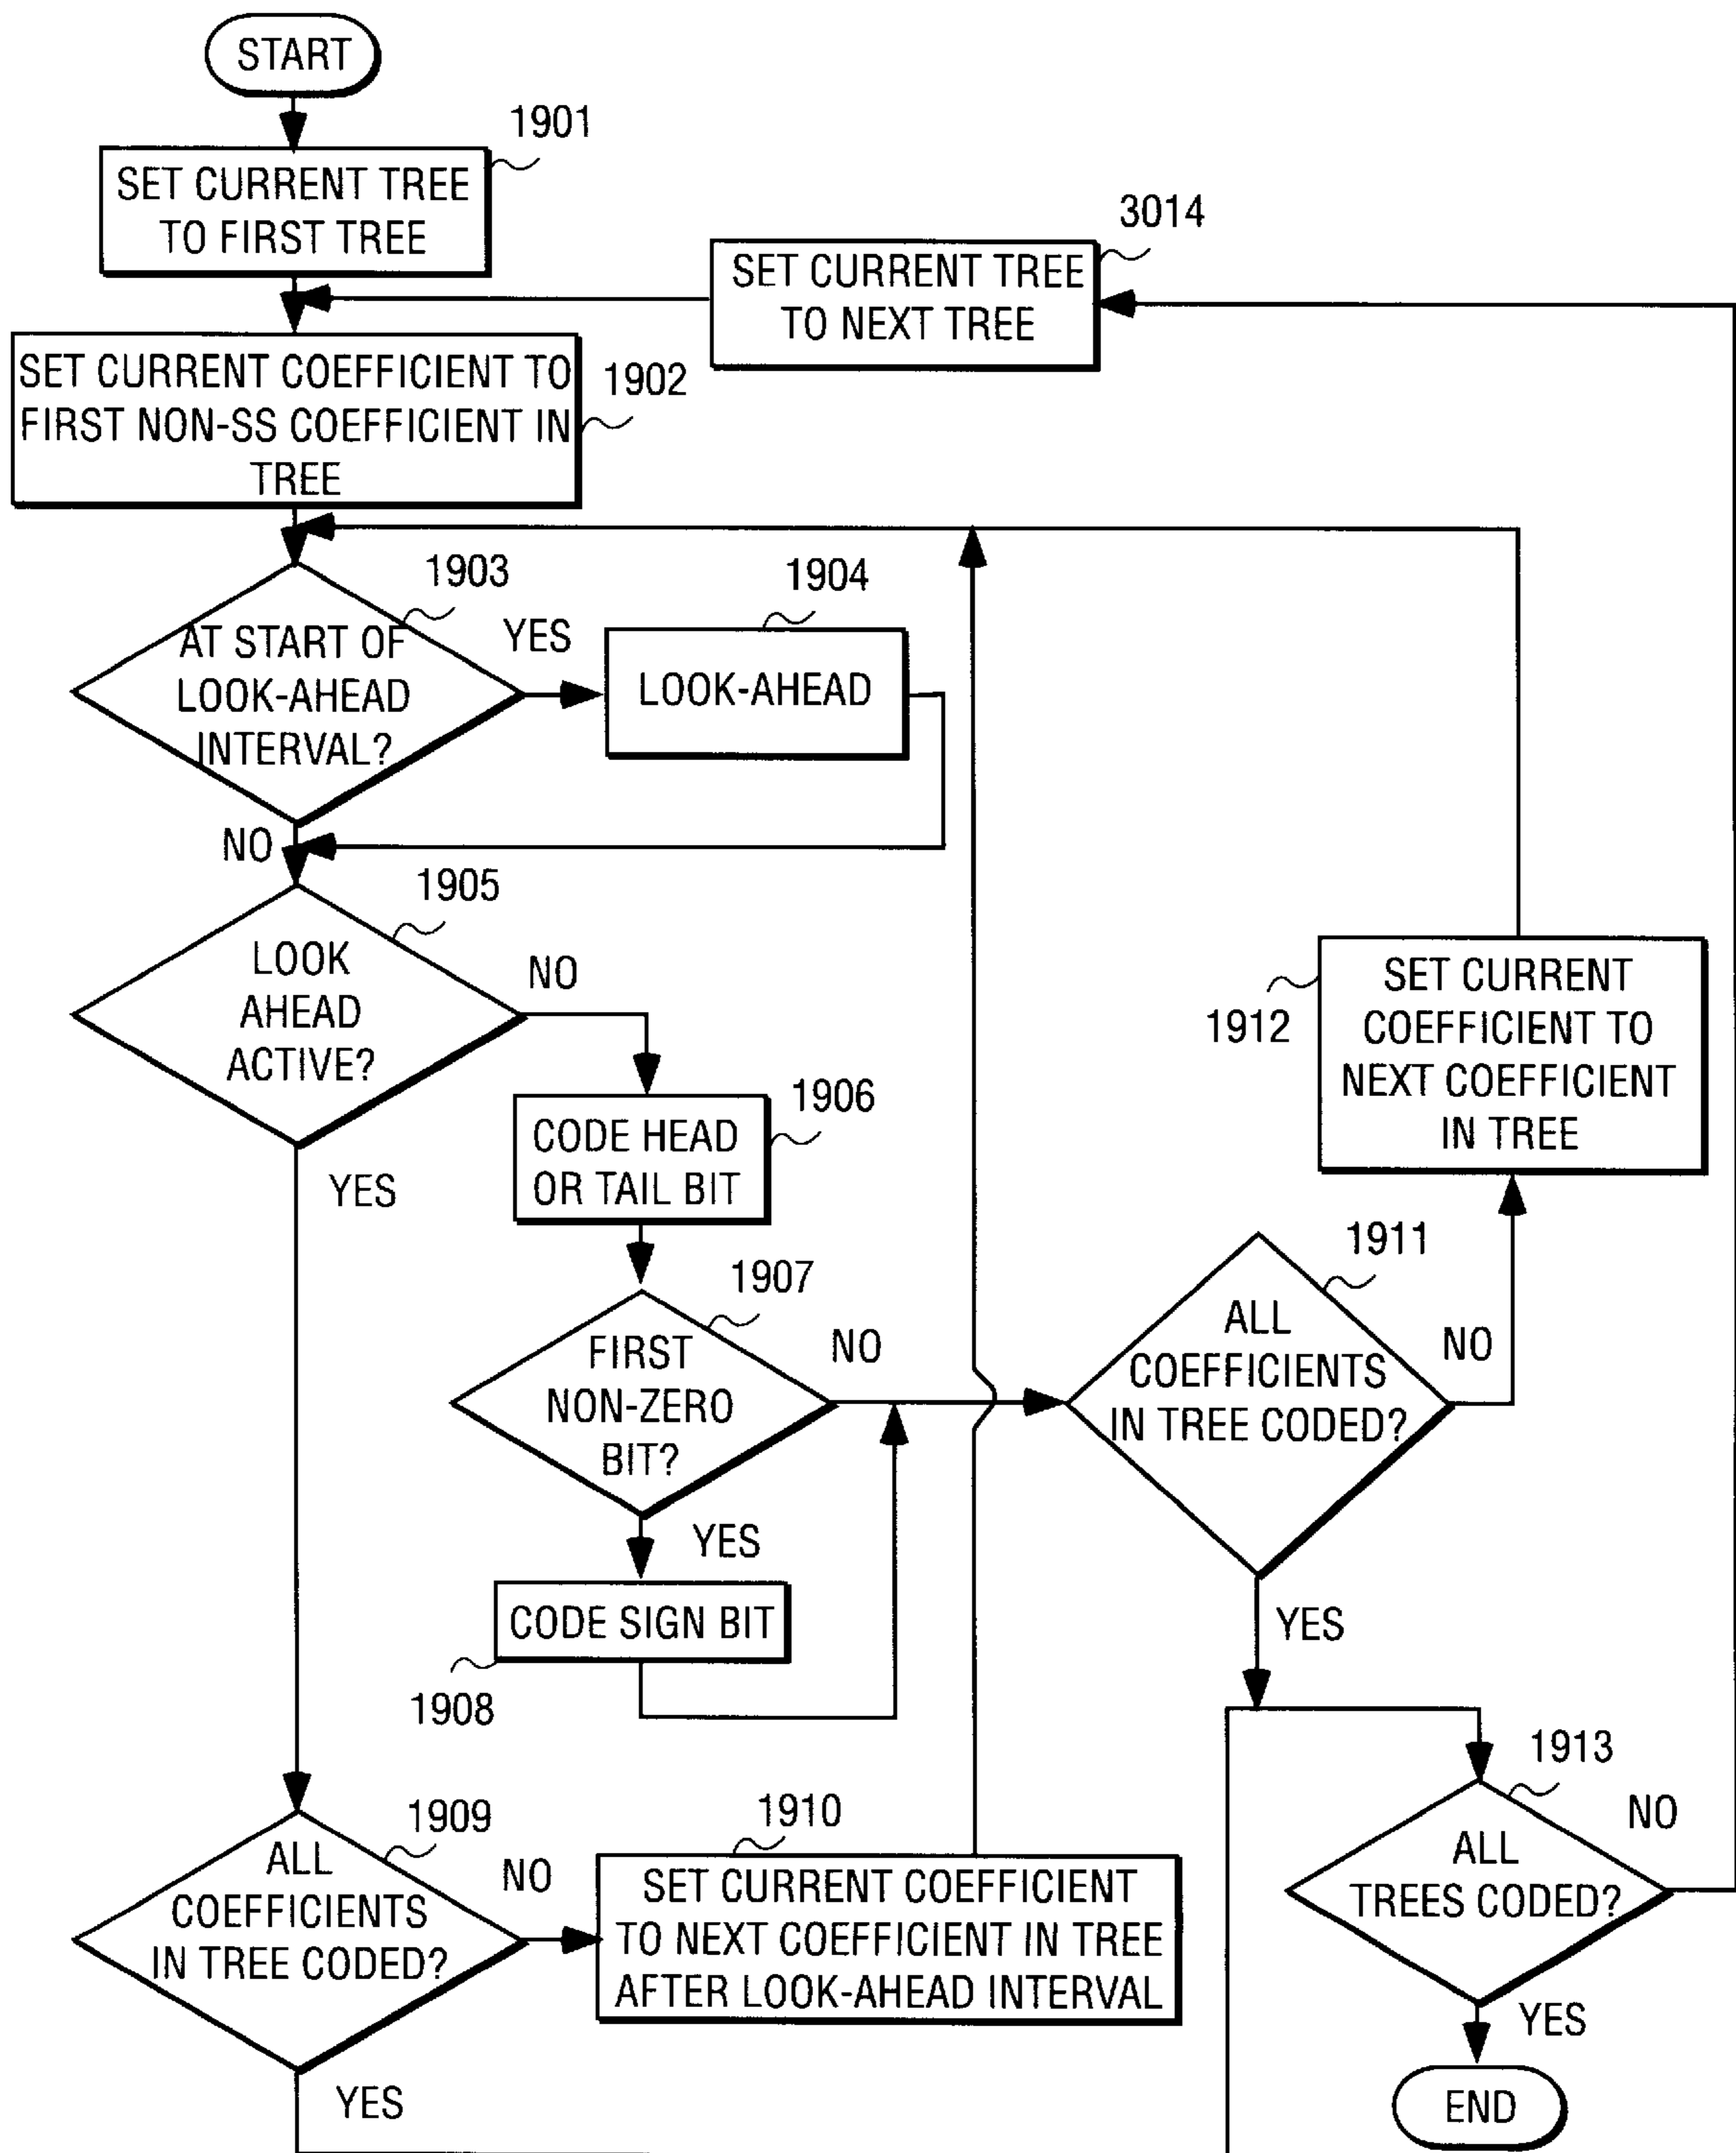 START
1901
SET CURRENT TREE
TO FIRST TREE
3014
SET CURRENT TREE
TO NEXT TREE
SET CURRENT COEFFICIENT TO
FIRST NON-SS COEFFICIENT IN
TREE
1902
1903
AT START OF
LOOK-AHEAD
INTERVAL?
YES
1904
LOOK-AHEAD
NO
1905
LOOK
AHEAD
ACTIVE?
NO
YES
1906
CODE HEAD
OR TAIL BIT
1907
FIRST
NON-ZERO
BIT?
NO
YES
CODE SIGN BIT
1908
1912
SET CURRENT
COEFFICIENT TO
NEXT COEFFICIENT
IN TREE
1911
ALL
COEFFICIENTS
IN TREE CODED?
NO
YES
1909
ALL
COEFFICIENTS
IN TREE CODED?
NO
YES
1910
SET CURRENT COEFFICIENT
TO NEXT COEFFICIENT IN TREE
AFTER LOOK-AHEAD INTERVAL
1913
ALL
TREES CODED?
NO
YES
END